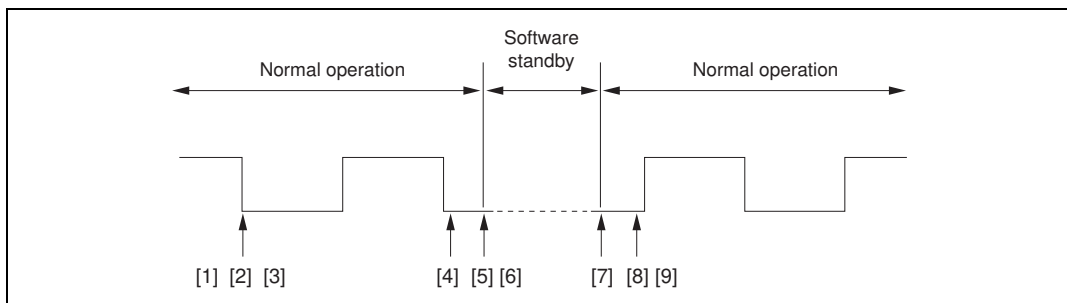 Software
standby
Normal operation
Normal operation
[1] [2] [3] [4] [5] [6] [7] [8] [9]